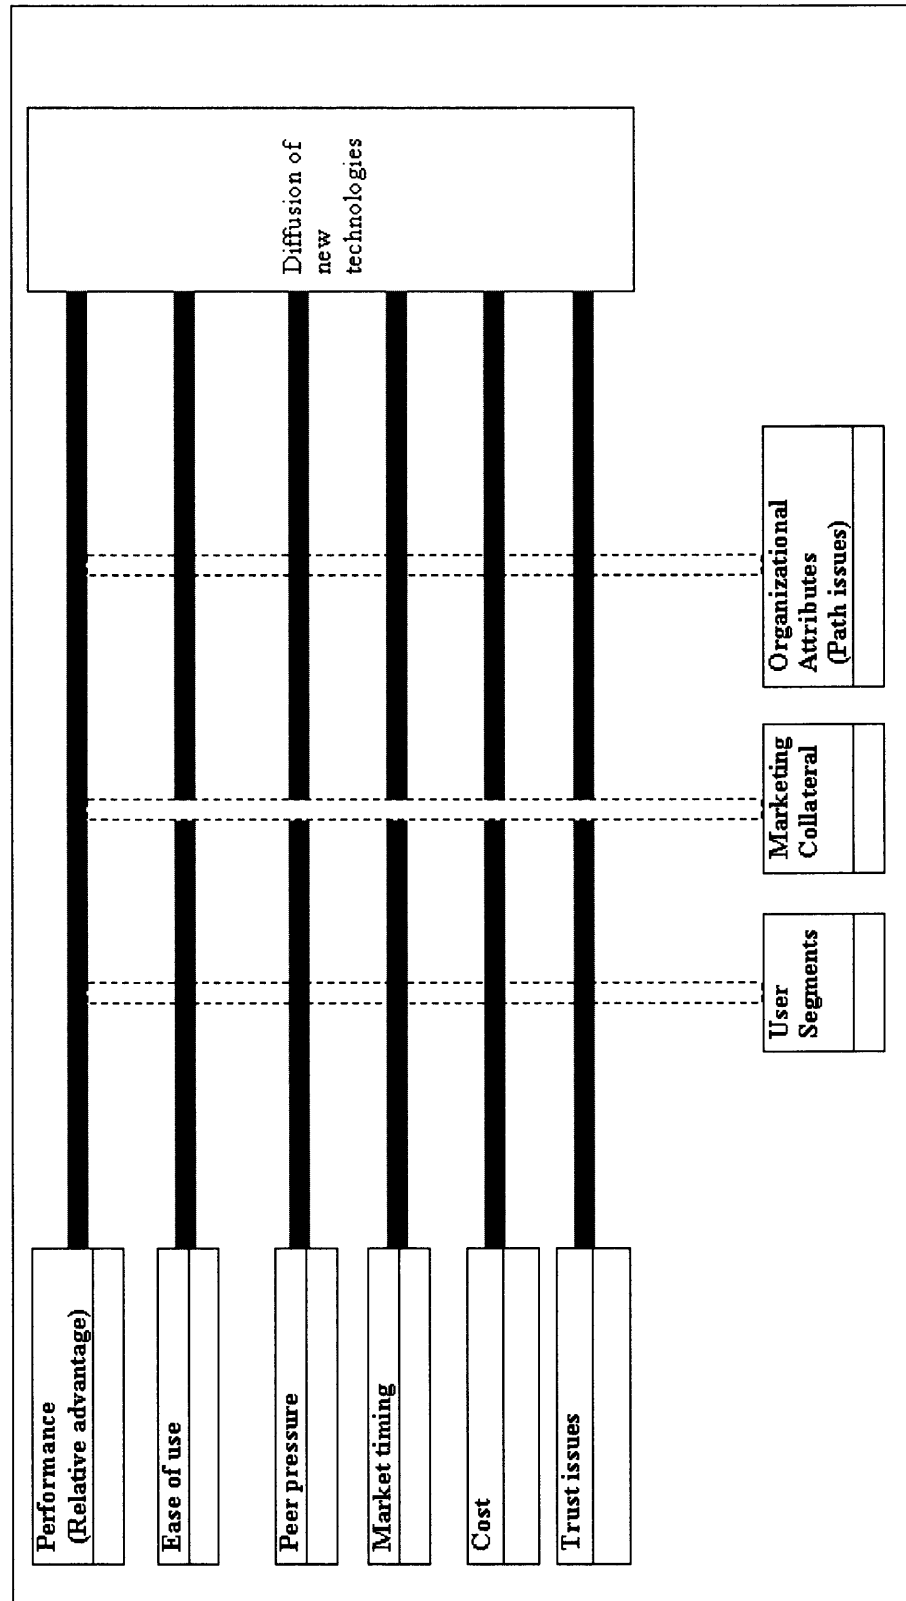 Performance
(Relative advantage)
Ease of use
Peer pressure
Market timing
Cost
Trust issues
Diffusion of
new
technologies
User
Segments
Marketing
Collateral
Organizational
Attributes
(Path issues)